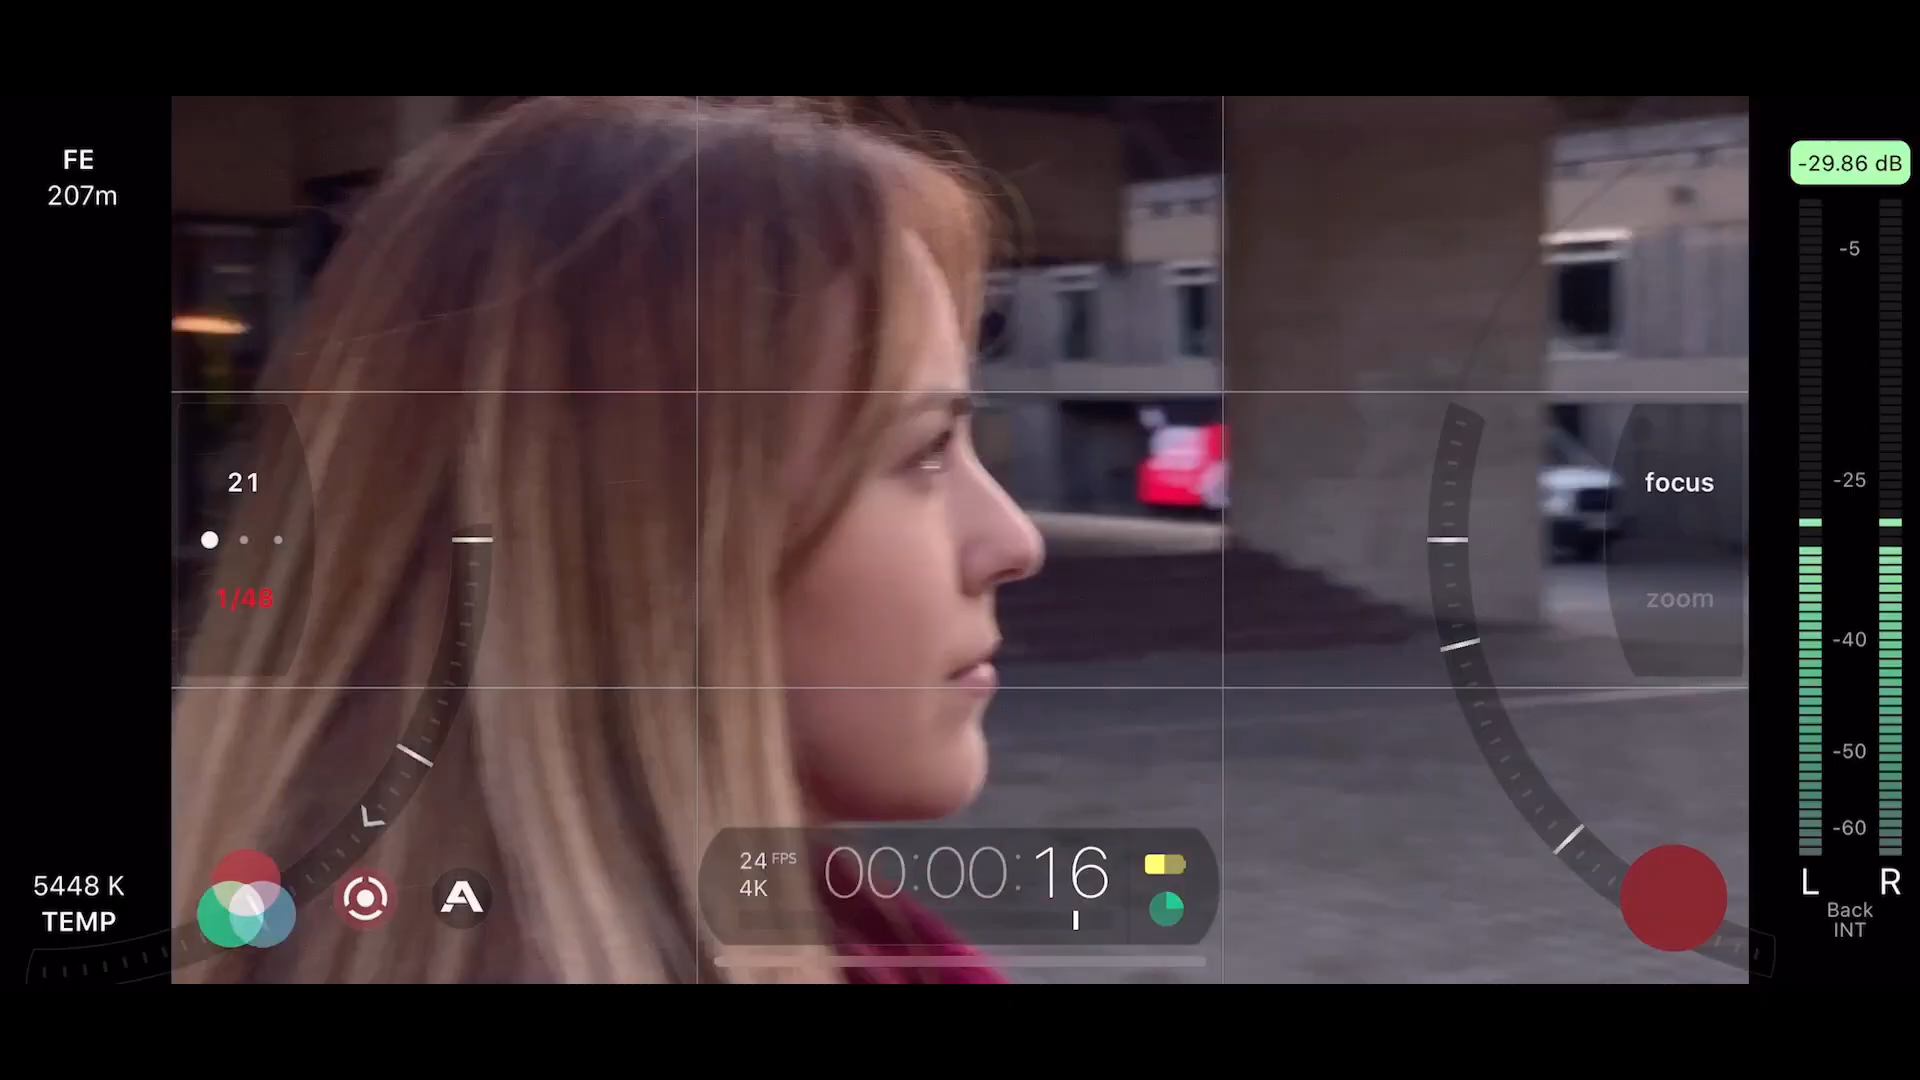 FE
207m
-29.86 dB
-5
21
focus
-25
1/48
zoom
-40
-50
-60
24 FPS
4K
00:00:16
5448 K
TEMP
A
L R
Back
INT